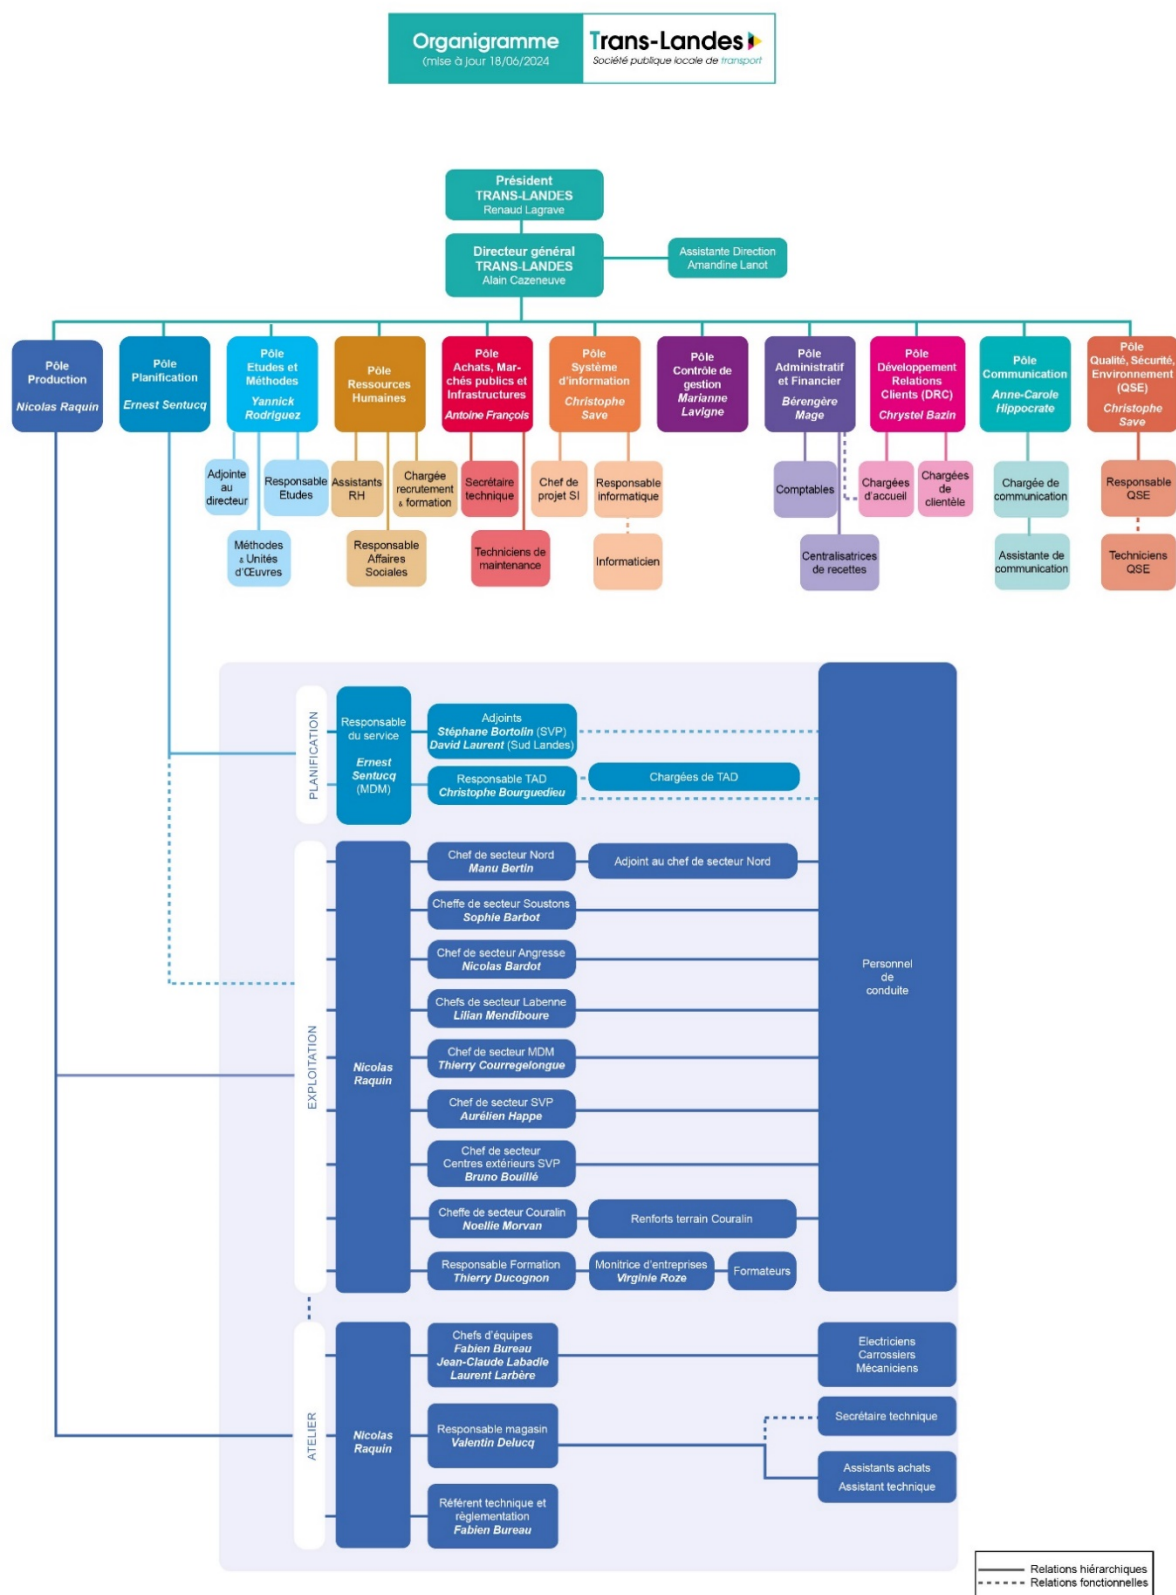 Organigramme
(mise à jour 18/06/2024
Trans-Landes
Société publique locale de transport
Président
TRANS-LANDES
Renaud Lagrave
Directeur général
TRANS-LANDES
Alain Cazeneuve
Assistante Direction
Amandine Lanot
Pôle
Production
Nicolas Raquin
Pôle
Planification
Ernest Sentucq
Pôle
Etudes et
Méthodes
Yannick
Rodriguez
Pôle
Ressources
Humaines
Pôle
Achats, Mar-
chés publics et
Infrastructures
Antoine François
Pôle
Système
d'information
Christophe
Save
Pôle
Contrôle de
gestion
Marianne
Lavigne
Pôle
Administratif
et Financier
Bérengère
Mage
Pôle
Développement
Relations
Clients (DRC)
Chrystel Bazin
Pôle
Communication
Anne-Carole
Hippocrate
Pôle
Qualité, Sécurité,
Environnement
(QSE)
Christophe
Save
Adjointe
au
directeur
Responsable
Etudes
Méthodes
& Unités
d'Œuvres
Assistants
RH
Chargée
recrutement
& formation
Responsable
Affaires
Sociales
Secrétaire
technique
Techniciens de
maintenance
Chef de
projet SI
Responsable
informatique
Informaticien
Comptables
Centralisatrices
de recettes
Chargées
d'accueil
Chargées
de
clientèle
Chargée de
communication
Assistante de
communication
Responsable
QSE
Techniciens
QSE
PLANIFICATION
Responsable
du service
Ernest
Sentucq
(MDM)
Adjoints
Stéphane Bortolin (SVP)
David Laurent (Sud Landes)
Responsable TAD
Christophe Bourguedieu
Chargées de TAD
EXPLOITATION
Nicolas
Raquin
Chef de secteur Nord
Manu Bertin
Adjoint au chef de secteur Nord
Cheffe de secteur Soustons
Sophie Barbot
Chef de secteur Angresse
Nicolas Bardot
Chefs de secteur Labenne
Lilian Mendiboure
Chef de secteur MDM
Thierry Courregelongue
Chef de secteur SVP
Aurélien Happe
Chef de secteur
Centres extérieurs SVP
Bruno Bouillé
Cheffe de secteur Couralin
Noellie Morvan
Renforts terrain Couralin
Responsable Formation
Thierry Ducognon
Monitrice d'entreprises
Virginie Roze
Formateurs
Personnel
de
conduite
ATELIER
Nicolas
Raquin
Chefs d'équipes
Fabien Bureau
Jean-Claude Labadie
Laurent Larbère
Electriciens
Carrossiers
Mécaniciens
Responsable magasin
Valentin Delucq
Secrétaire technique
Assistants achats
Assistant technique
Référent technique et
règlementation
Fabien Bureau
Relations hiérarchiques
Relations fonctionnelles